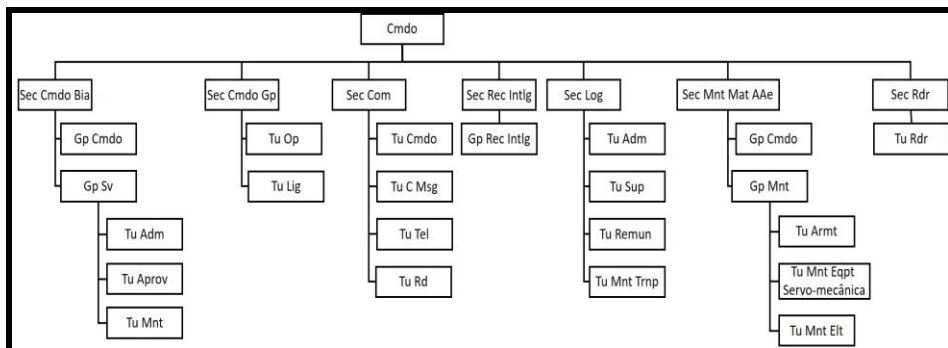 Cmdo
Sec Cmdo Bia
Gp Cmdo
Gp Sv
Tu Adm
Tu Aprov
Tu Mnt
Sec Cmdo Gp
Tu Op
Tu Lig
Sec Com
Tu Cmdo
Tu C Msg
Tu Tel
Tu Rd
Sec Rec Intlg
Gp Rec Intlg
Sec Log
Tu Adm
Tu Sup
Tu Remun
Tu Mnt Trnp
Sec Mnt Mat AAe
Gp Cmdo
Gp Mnt
Tu Armt
Tu Mnt Eqpt
Servo-mecânica
Tu Mnt Elt
Sec Rdr
Tu Rdr